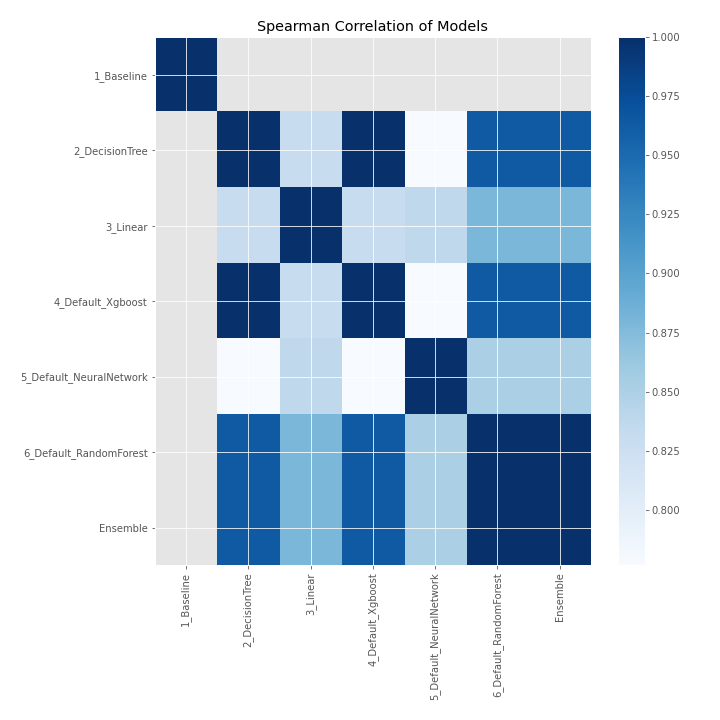 Spearman Correlation of Models
1_Baseline
2_DecisionTree
3_Linear
4_Default_Xgboost
5_Default_NeuralNetwork
6_Default_RandomForest
Ensemble
1_Baseline
2_DecisionTree
3_Linear
4_Default_Xgboost
5_Default_NeuralNetwork
6_Default_RandomForest
Ensemble
1.000
0.975
0.950
0.925
0.900
0.875
0.850
0.825
0.800